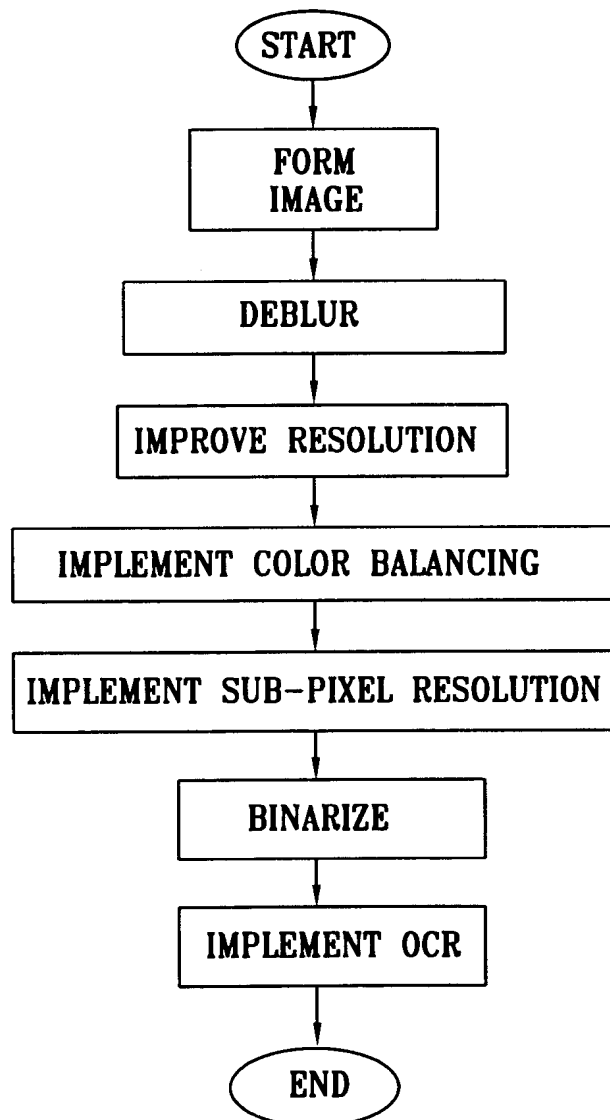 START
FORM
IMAGE
DEBLUR
IMPROVE RESOLUTION
IMPLEMENT COLOR BALANCING
IMPLEMENT SUB-PIXEL RESOLUTION
BINARIZE
IMPLEMENT OCR
END